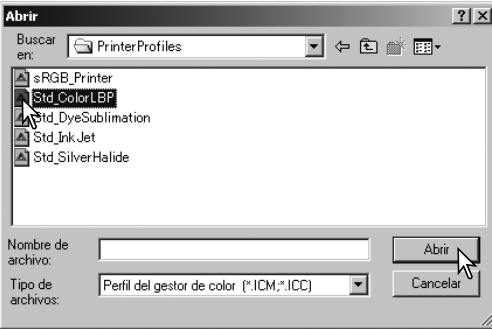 Abrir
Buscar en:
PrinterProfiles
sRGB_Printer
Std_ColorLBP
Std_DyeSublimation
Std_InkJet
Std_SilverHalide
Nombre de archivo:
Abrir
Tipo de archivos:
Perfil del gestor de color (*.ICM;*.ICC)
Cancelar